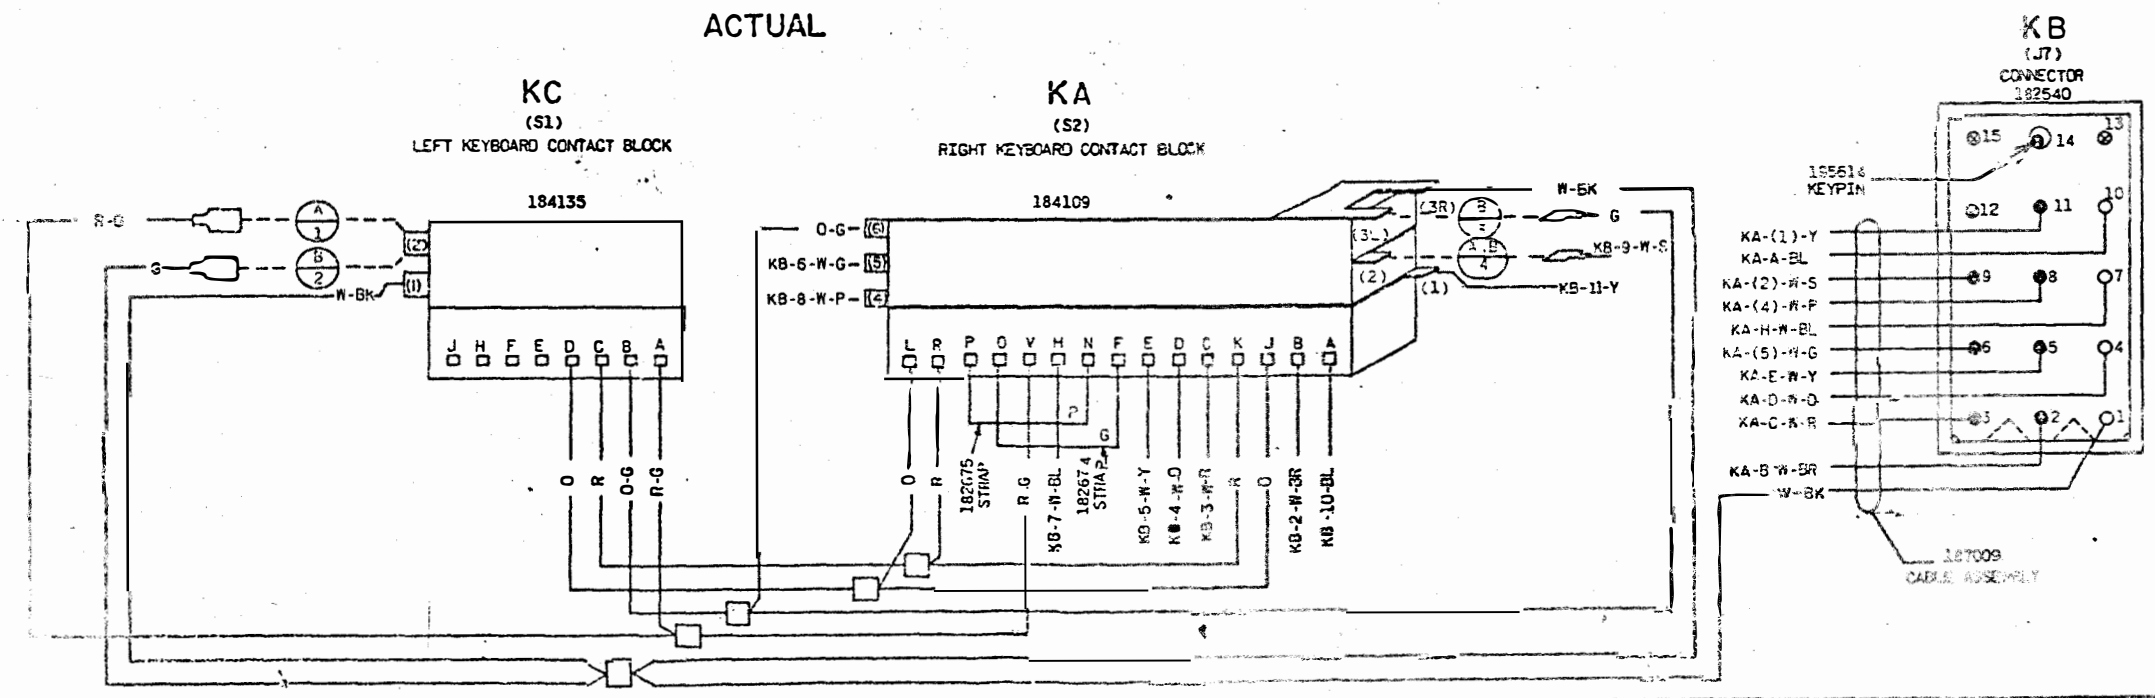 ACTUAL
KC
(S1)
LEFT KEYBOARD CONTACT BLOCK
184135
A
1
B
2
G
W-BK
(2)
(1)
J H F E D C B A
O R O-G R-G
KA
(S2)
RIGHT KEYBOARD CONTACT BLOCK
184109
O-G (6)
KB-6-W-G (5)
KB-8-W-P (4)
W-BK
(3R)
B
G
(3L)
A,B
4
KB-9-W-S
(2)
(1)
KB-11-Y
L R P O V H N F E D C K J B A
P
G
O
R
182675
STRAP
R-G
KB-7-W-BL
182674
STRAP
KB-5-W-Y
KB-4-W-O
KB-3-W-R
R
O
KB-2-W-BR
KB-10-BL
KB
(J7)
CONNECTOR
182540
15 14 13
KEYPIN
12 11 10
9 8 7
6 5 4
3 2 1
KA-(1)-Y
KA-A-BL
KA-(2)-W-S
KA-(4)-W-P
KA-H-W-BL
KA-(5)-W-G
KA-E-W-Y
KA-D-W-O
KA-C-W-R
KA-B-W-BR
W-BK
187009
CABLE ASSEMBLY